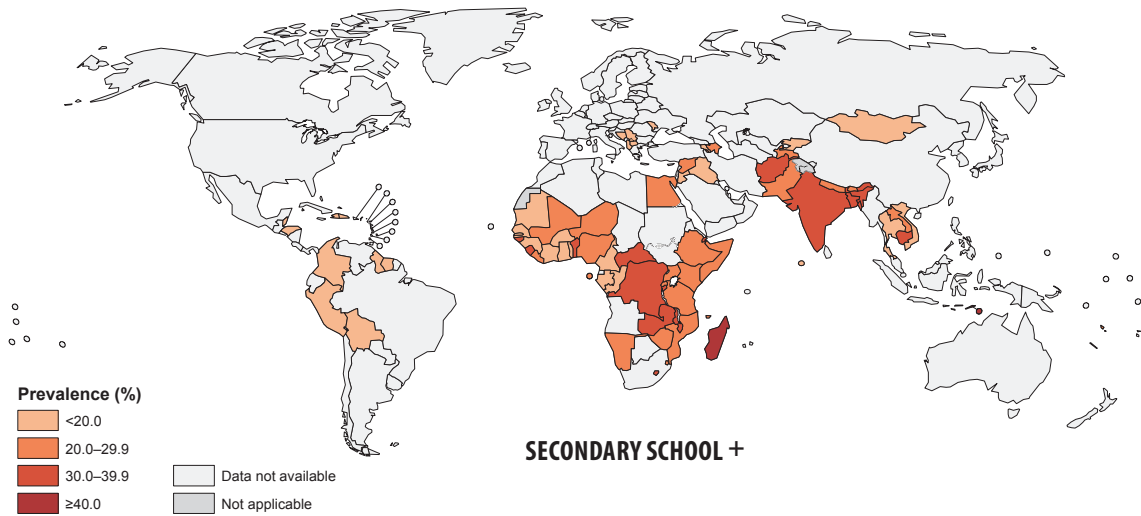 SECONDARY SCHOOL +
Prevalence (%)
<20.0
20.0–29.9
30.0–39.9
≥40.0
Data not available
Not applicable